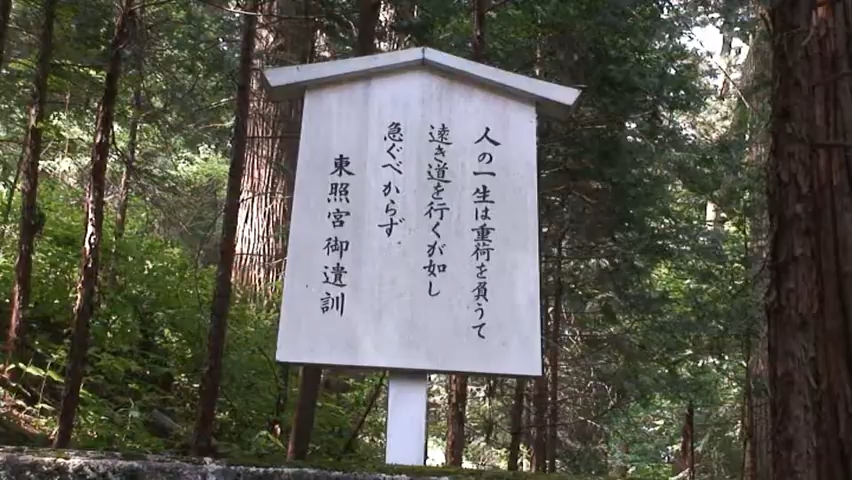 人の一生は重荷を負うて
遠き道を行くが如し
急ぐべからず
東照宮御遺訓